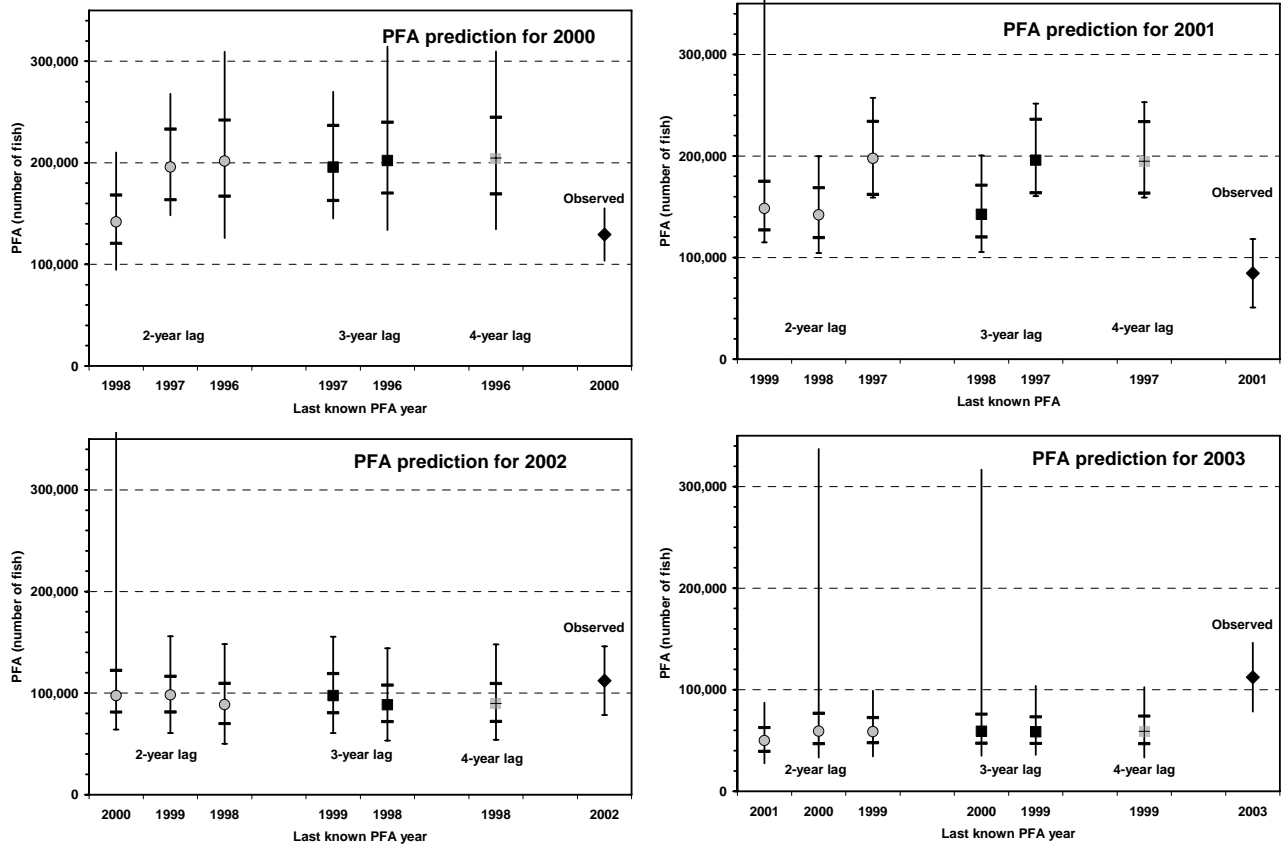 PFA prediction for 2000
PFA (number of fish)
300,000
200,000
100,000
0
Observed
2-year lag
3-year lag
4-year lag
1998 1997 1996 1997 1996 1996 2000
Last known PFA year
PFA prediction for 2001
PFA (number of fish)
300,000
200,000
100,000
0
Observed
2-year lag
3-year lag
4-year lag
1999 1998 1997 1998 1997 1997 2001
Last known PFA
PFA prediction for 2002
PFA (number of fish)
300,000
200,000
100,000
0
Observed
2-year lag
3-year lag
4-year lag
2000 1999 1998 1999 1998 1998 2002
Last known PFA year
PFA prediction for 2003
PFA (number of fish)
300,000
200,000
100,000
0
Observed
2-year lag
3-year lag
4-year lag
2001 2000 1999 2000 1999 1999 2003
Last known PFA year